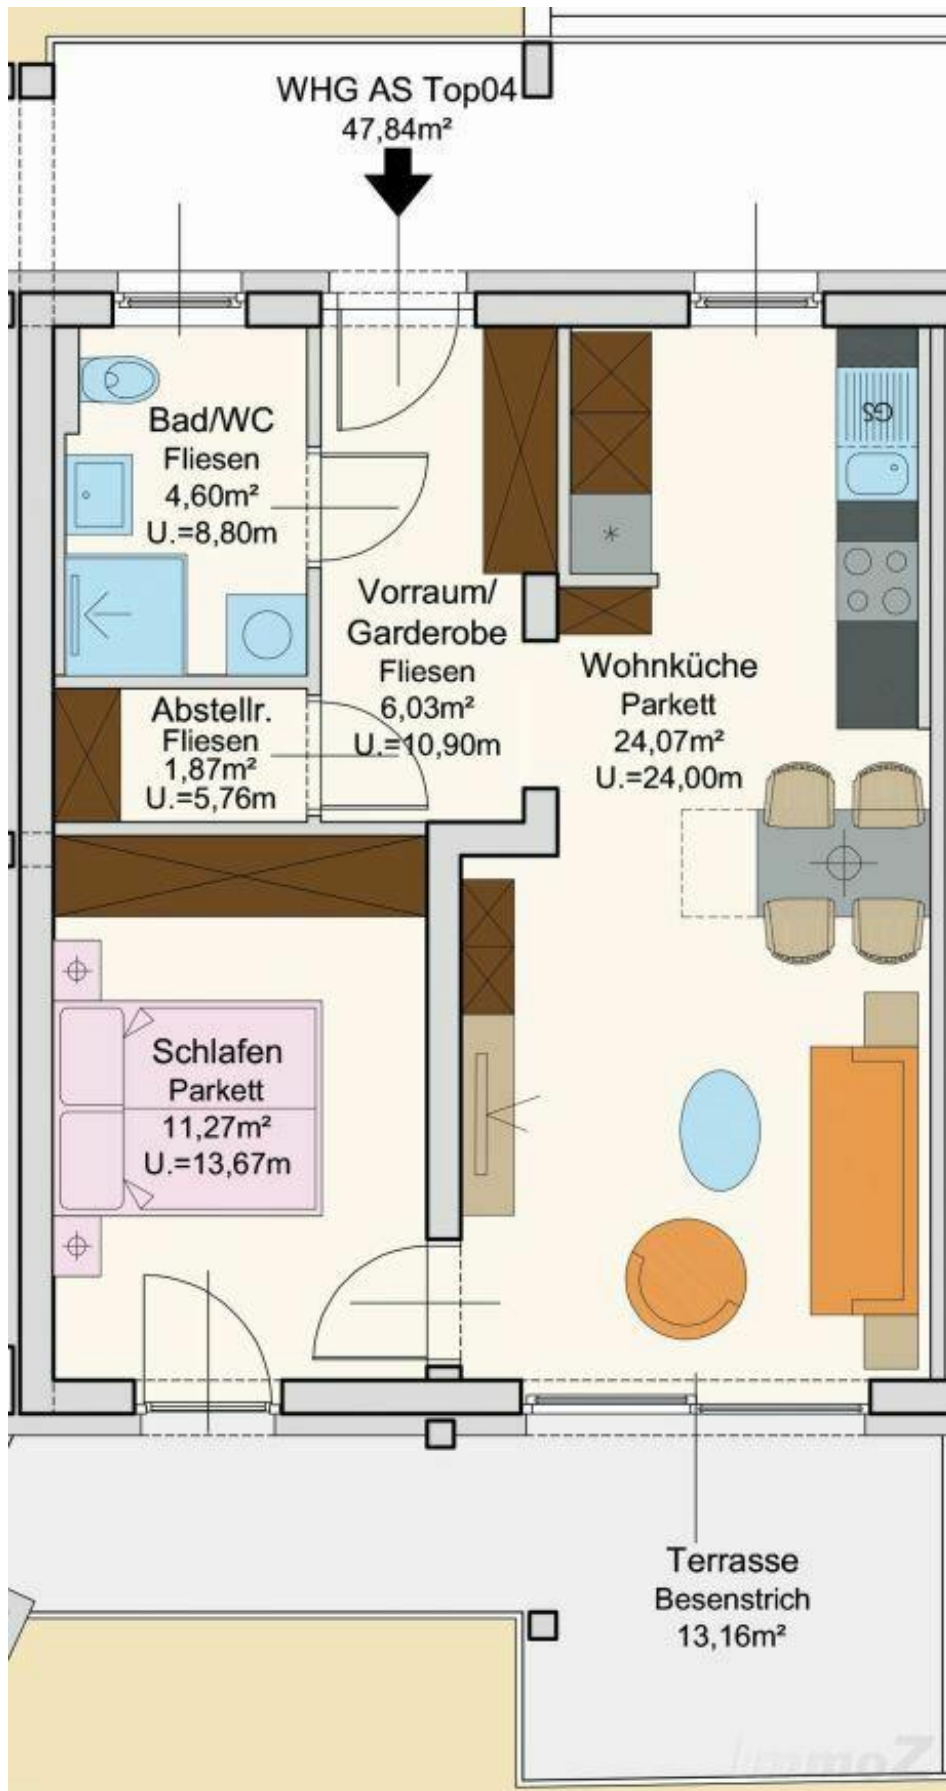 WHG AS Top04
47,84m²
Bad/WC
Fliesen
4,60m²
U.=8,80m
GS
*
Vorraum/
Garderobe
Fliesen
6,03m²
U.=10,90m
Wohnküche
Parkett
24,07m²
U.=24,00m
Abstellr.
Fliesen
1,87m²
U.=5,76m
Schlafen
Parkett
11,27m²
U.=13,67m
Terrasse
Besenstrich
13,16m²
ImmoZ